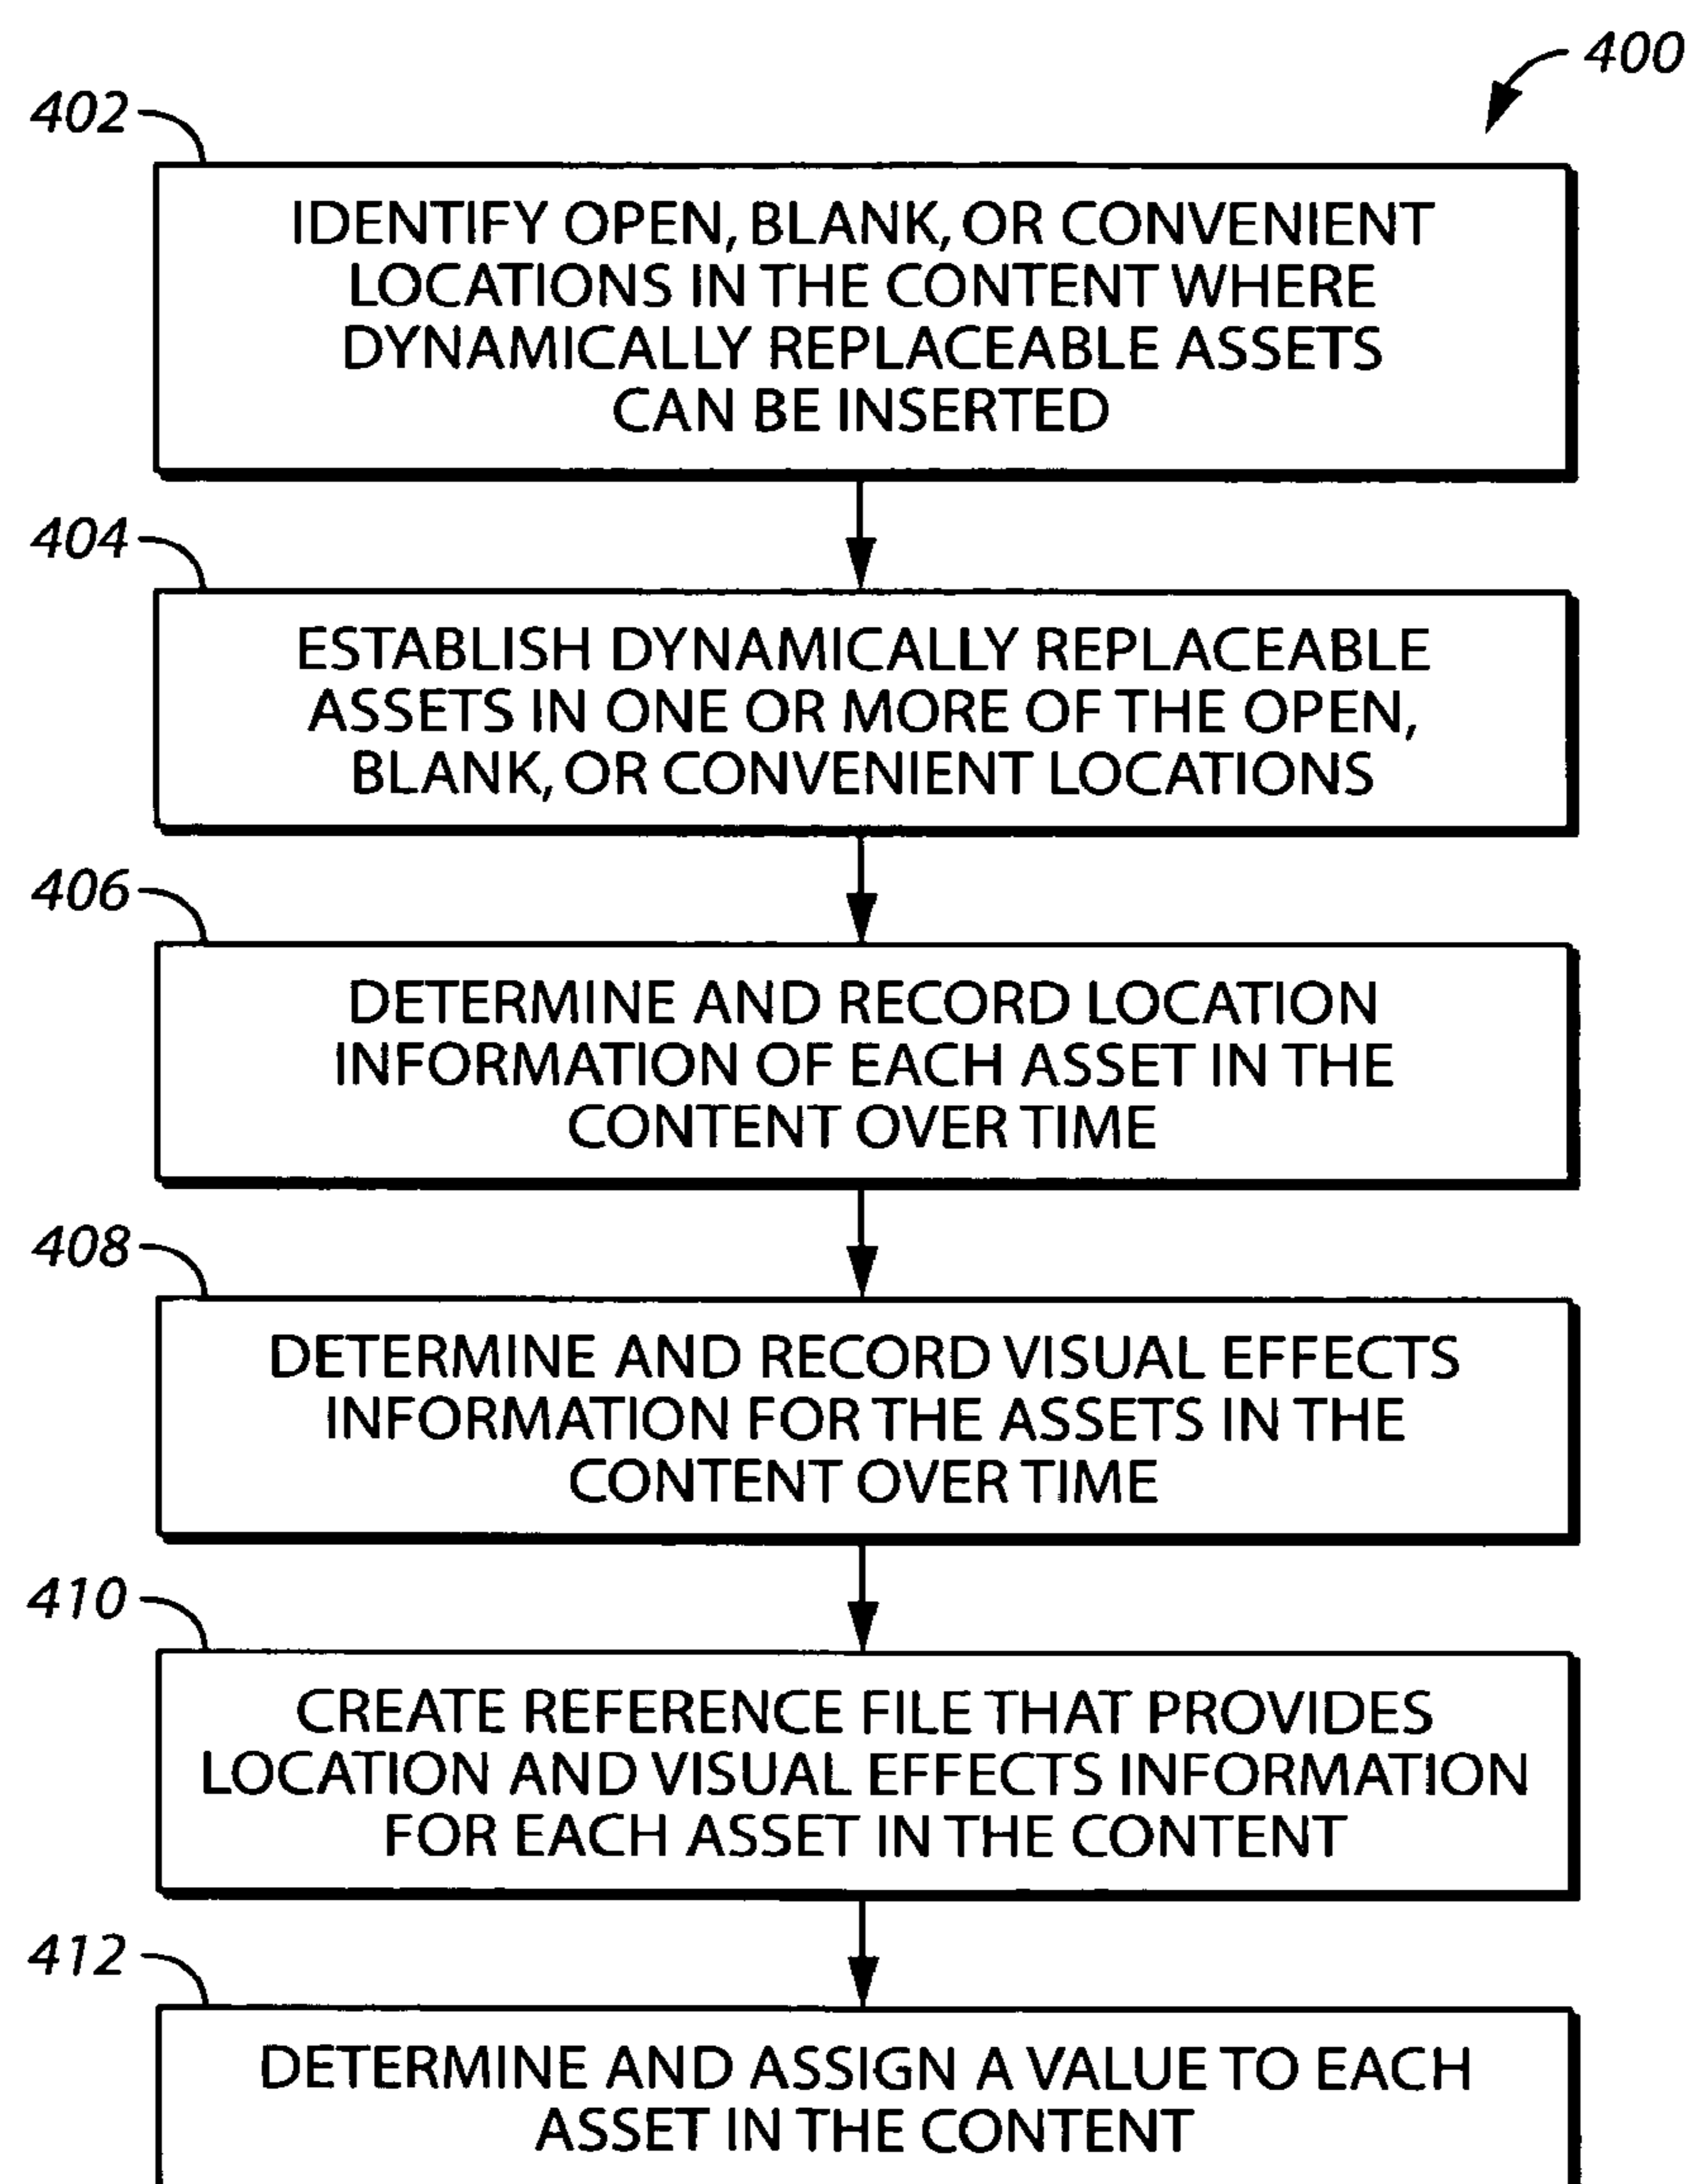 400
402
IDENTIFY OPEN, BLANK, OR CONVENIENT
LOCATIONS IN THE CONTENT WHERE
DYNAMICALLY REPLACEABLE ASSETS
CAN BE INSERTED
404
ESTABLISH DYNAMICALLY REPLACEABLE
ASSETS IN ONE OR MORE OF THE OPEN,
BLANK, OR CONVENIENT LOCATIONS
406
DETERMINE AND RECORD LOCATION
INFORMATION OF EACH ASSET IN THE
CONTENT OVER TIME
408
DETERMINE AND RECORD VISUAL EFFECTS
INFORMATION FOR THE ASSETS IN THE
CONTENT OVER TIME
410
CREATE REFERENCE FILE THAT PROVIDES
LOCATION AND VISUAL EFFECTS INFORMATION
FOR EACH ASSET IN THE CONTENT
412
DETERMINE AND ASSIGN A VALUE TO EACH
ASSET IN THE CONTENT